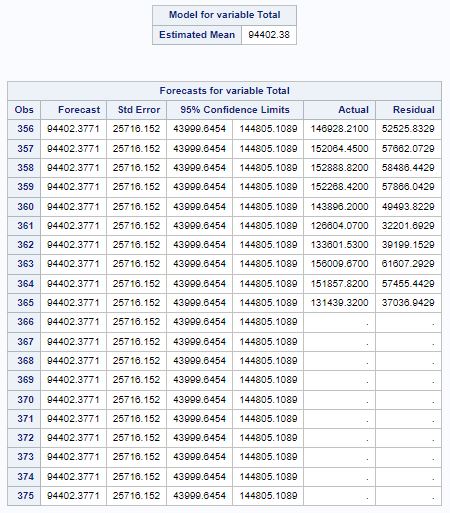 Model for variable Total
Estimated Mean 94402.38
Forecasts for variable Total
Obs Forecast Std Error 95% Confidence Limits Actual Residual
356 94402.3771 25716.152 43999.6454 144805.1089 146928.2100 52525.8329
357 94402.3771 25716.152 43999.6454 144805.1089 152064.4500 57662.0729
358 94402.3771 25716.152 43999.6454 144805.1089 152888.8200 58486.4429
359 94402.3771 25716.152 43999.6454 144805.1089 152268.4200 57866.0429
360 94402.3771 25716.152 43999.6454 144805.1089 143896.2000 49493.8229
361 94402.3771 25716.152 43999.6454 144805.1089 126604.0700 32201.6929
362 94402.3771 25716.152 43999.6454 144805.1089 133601.5300 39199.1529
363 94402.3771 25716.152 43999.6454 144805.1089 156009.6700 61607.2929
364 94402.3771 25716.152 43999.6454 144805.1089 151857.8200 57455.4429
365 94402.3771 25716.152 43999.6454 144805.1089 131439.3200 37036.9429
366 94402.3771 25716.152 43999.6454 144805.1089 . .
367 94402.3771 25716.152 43999.6454 144805.1089 . .
368 94402.3771 25716.152 43999.6454 144805.1089 . .
369 94402.3771 25716.152 43999.6454 144805.1089 . .
370 94402.3771 25716.152 43999.6454 144805.1089 . .
371 94402.3771 25716.152 43999.6454 144805.1089 . .
372 94402.3771 25716.152 43999.6454 144805.1089 . .
373 94402.3771 25716.152 43999.6454 144805.1089 . .
374 94402.3771 25716.152 43999.6454 144805.1089 . .
375 94402.3771 25716.152 43999.6454 144805.1089 . .